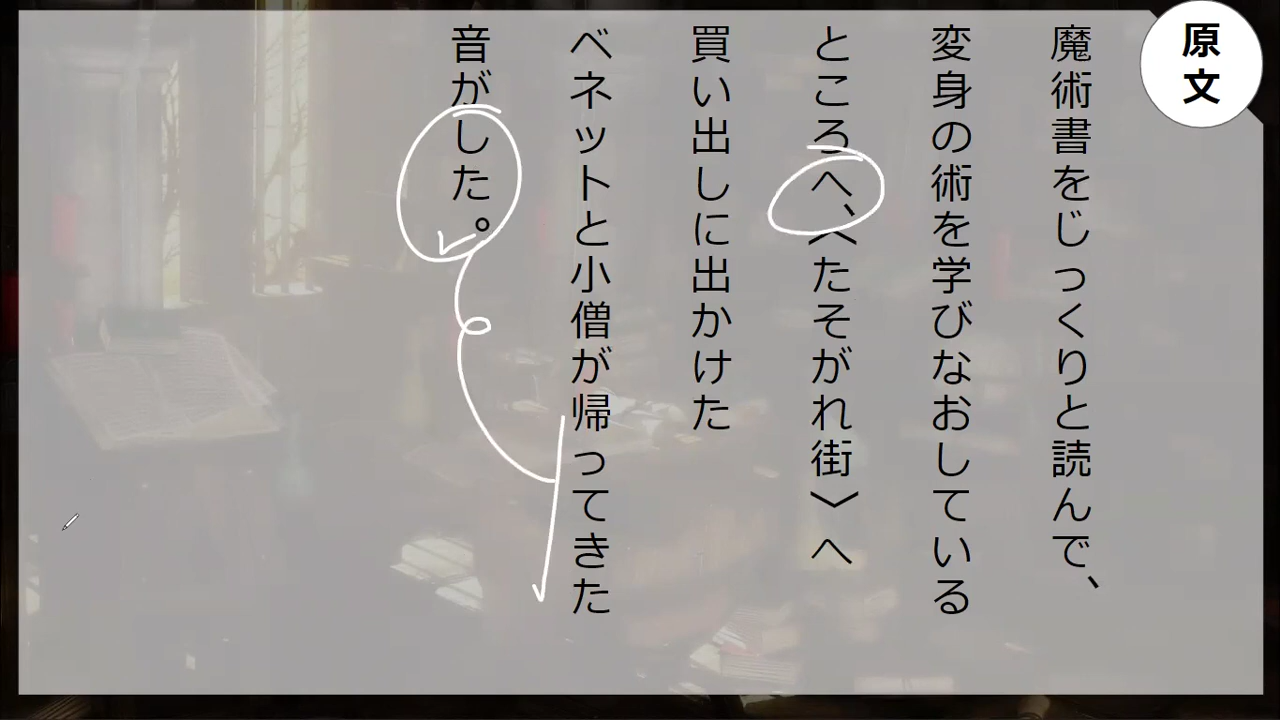 原文
魔術書をじっくりと読んで、
変身の術を学びなおしている
ところへ、〈たそがれ街〉へ
買い出しに出かけた
ベネットと小僧が帰ってきた
音がした。